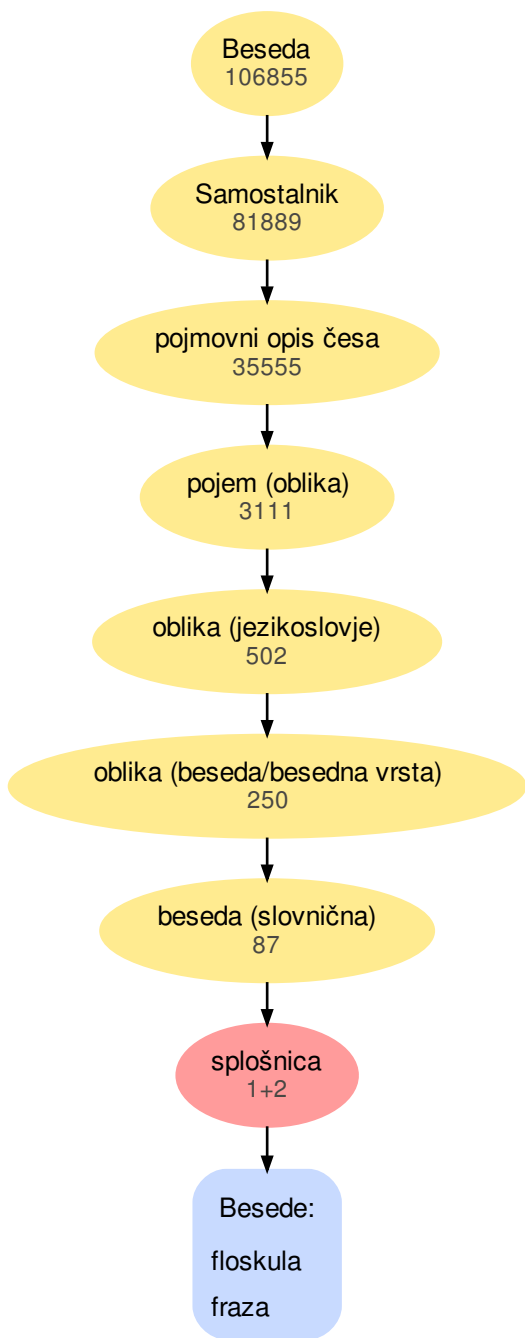 Beseda
106855
Samostalnik
81889
pojmovni opis česa
35555
pojem (oblika)
3111
oblika (jezikoslovje)
502
oblika (beseda/besedna vrsta)
250
beseda (slovnična)
87
splošnica
1+2
Besede:
floskula
fraza